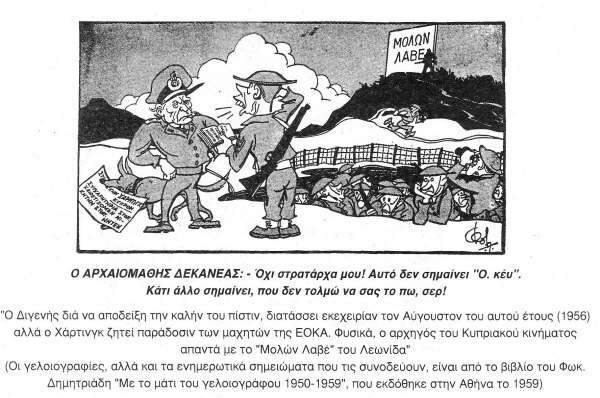 ΜΟΛΩΝ
ΛΑΒΕ
Ο ΑΡΧΑΙΟΜΑΘΗΣ ΔΕΚΑΝΕΑΣ: - Όχι στρατάρχα μου! Αυτό δεν σημαίνει "Ο. κέυ".
Κάτι άλλο σημαίνει, που δεν τολμώ να σας το πω, σερ!
"Ο Διγενής διά να αποδείξη την καλήν του πίστιν, διατάσσει εκεχειρίαν τον Αύγουστον του αυτού έτους (1956)
αλλά ο Χάρτινγκ ζητεί παράδοσιν των μαχητών της ΕΟΚΑ. Φυσικά, ο αρχηγός του Κυπριακού κινήματος
απαντά με το "Μολών Λαβέ" του Λεωνίδα"
(Οι γελοιογραφίες, αλλά και τα ενημερωτικά σημειώματα που τις συνοδεύουν, είναι από το βιβλίο του Φωκ.
Δημητριάδη "Με το μάτι του γελοιογράφου 1950-1959", που εκδόθηκε στην Αθήνα το 1959)